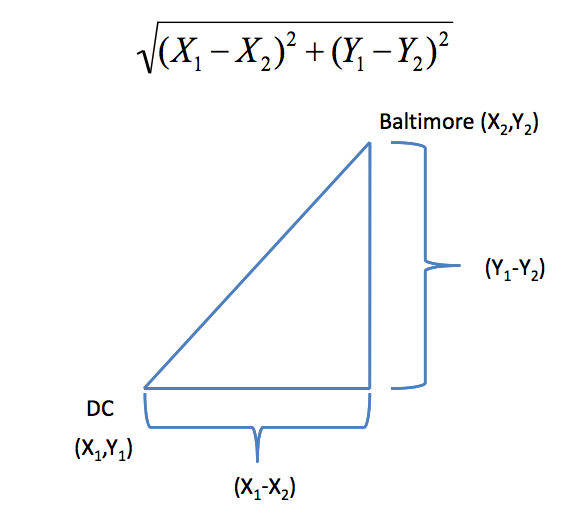 √(X₁ – X₂)² + (Y₁ – Y₂)²
Baltimore (X₂,Y₂)
(Y₁-Y₂)
DC
(X₁,Y₁)
(X₁-X₂)